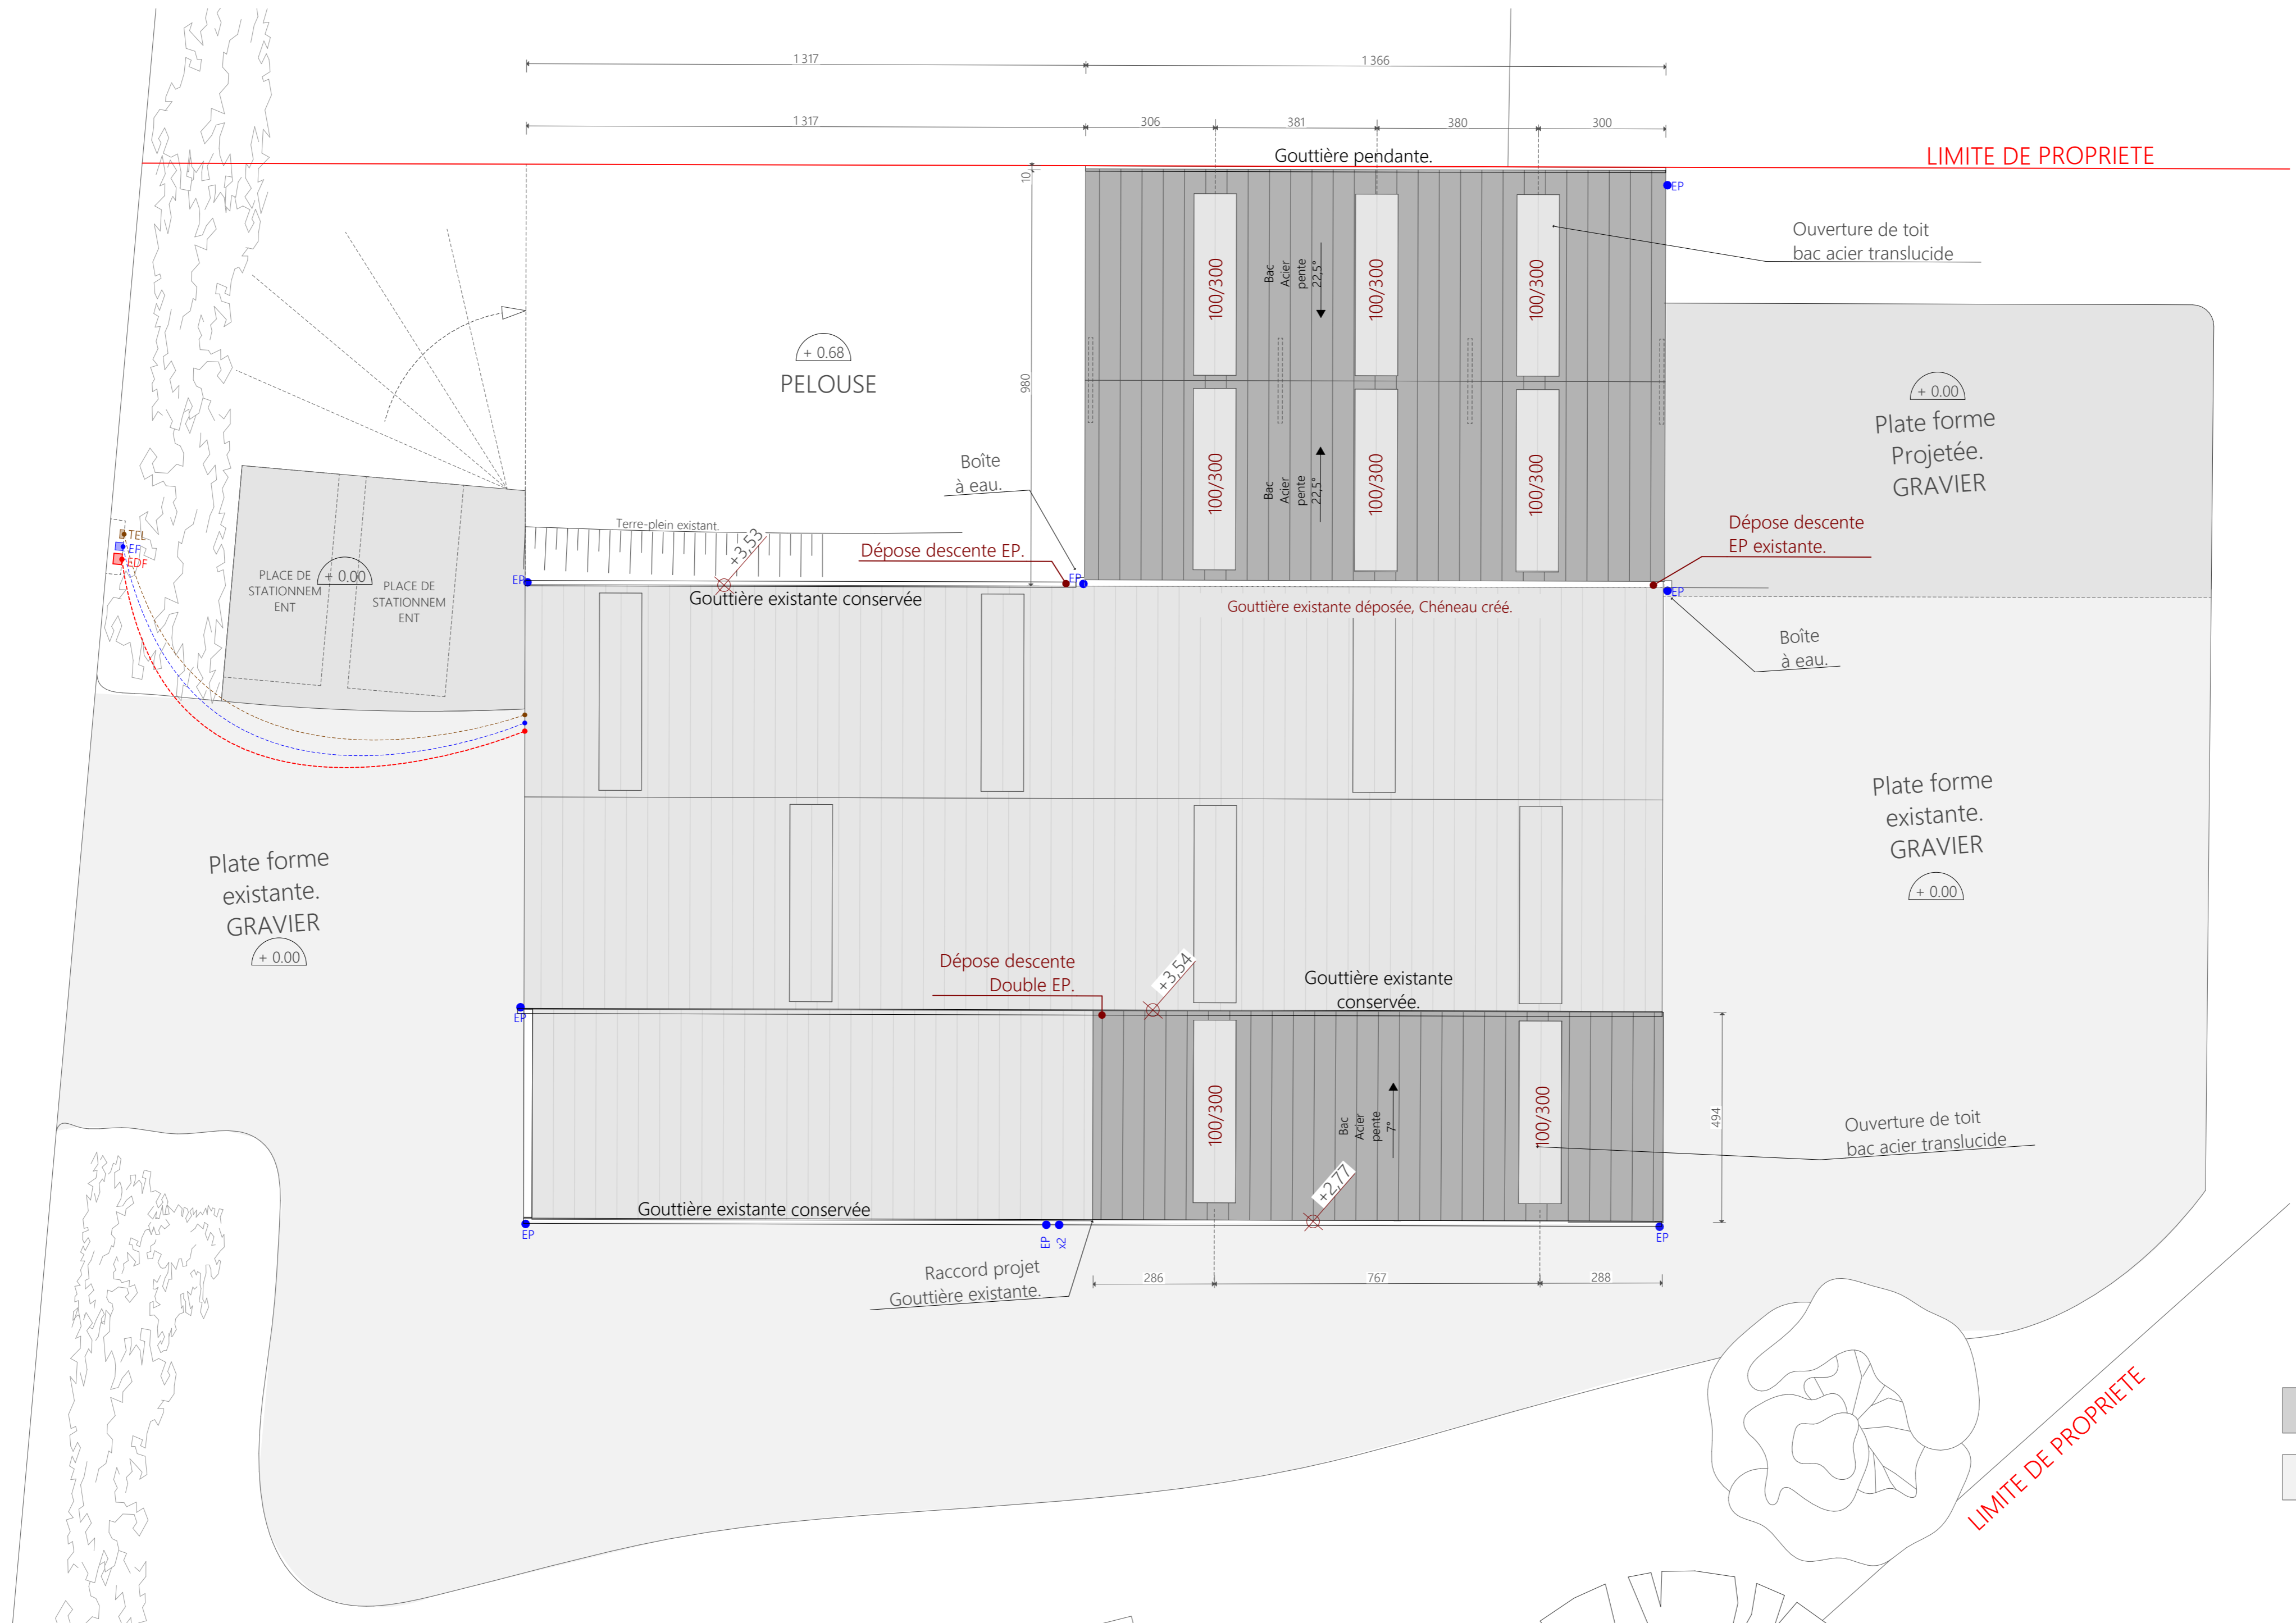 1 317
1 366
1 317
306
381
380
300
LIMITE DE PROPRIETE
Gouttière pendante.
10
EP
Ouverture de toit
bac acier translucide
100/300
Bac
Acier
pente
22,5°
100/300
100/300
+ 0.68
PELOUSE
980
+ 0.00
Plate forme
Projetée.
GRAVIER
Boîte
à eau.
100/300
Bac
Acier
pente
22,5°
100/300
100/300
Terre-plein existant.
+3,53
Dépose descente EP.
Dépose descente
EP existante.
TEL
EF
EDF
PLACE DE
STATIONNEM
ENT
+ 0.00
PLACE DE
STATIONNEM
ENT
EP
EP
EP
Gouttière existante conservée
Gouttière existante déposée, Chéneau créé.
Boîte
à eau.
Plate forme
existante.
GRAVIER
+ 0.00
Plate forme
existante.
GRAVIER
+ 0.00
Dépose descente
Double EP.
+3,54
Gouttière existante
conservée.
EP
100/300
Bac
Acier
pente
7°
100/300
494
Ouverture de toit
bac acier translucide
+2,77
Gouttière existante conservée
EP
EP
x2
EP
Raccord projet
Gouttière existante.
286
767
288
LIMITE DE PROPRIETE